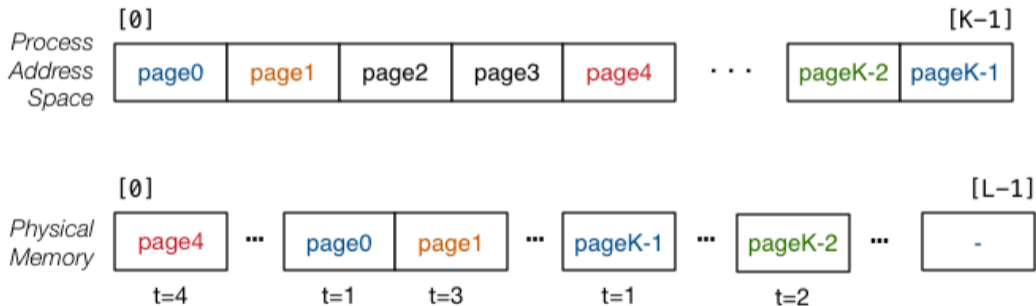 [0] [K-1]
Process
Address
Space
page0 page1 page2 page3 page4 . . . pageK-2 pageK-1
[0] [L-1]
Physical
Memory
page4 ... page0 page1 ... pageK-1 ... pageK-2 ... -
t=4 t=1 t=3 t=1 t=2